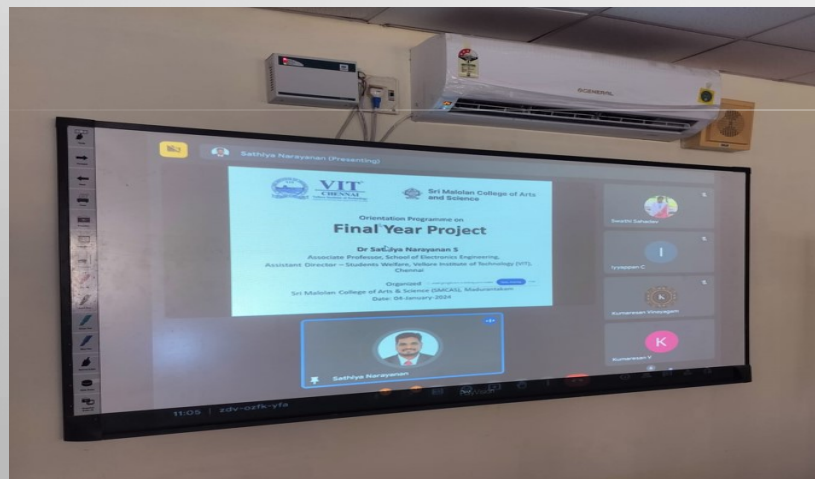 OGENERAL
Sathiya Narayanan (Presenting)
VIT
CHENNAI
Sri Malolan College of Arts
and Science
Orientation Programme on
Final Year Project
Dr Sathiya Narayanan S
Associate Professor, School of Electronics Engineering,
Assistant Director – Students Welfare, Vellore Institute of Technology (VIT),
Chennai
Organised
Sri Malolan College of Arts & Science (SMCAS), Madurantakam
Date: 04-January-2024
Swathi Sahadev
I
Iyyappan C
K
Kumaresan Vinayagam
K
Kumaresan V
Sathiya Narayanan
11:05 | zdv-ozfk-yfa